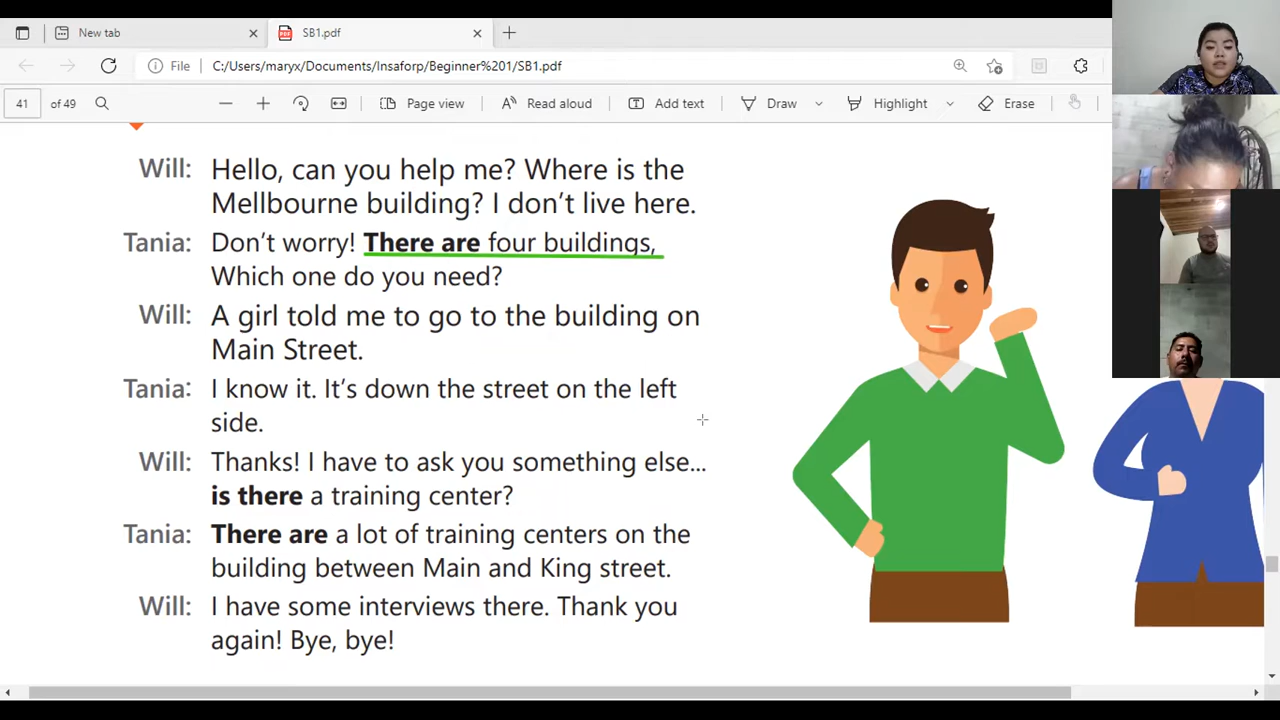 New tab
SB1.pdf
File C:/Users/maryx/Documents/Insaforp/Beginner%201/SB1.pdf
41 of 49 Page view Read aloud Add text Draw Highlight Erase
Will: Hello, can you help me? Where is the
Mellbourne building? I don't live here.
Tania: Don't worry! There are four buildings,
Which one do you need?
Will: A girl told me to go to the building on
Main Street.
Tania: I know it. It's down the street on the left
side.
Will: Thanks! I have to ask you something else...
is there a training center?
Tania: There are a lot of training centers on the
building between Main and King street.
Will: I have some interviews there. Thank you
again! Bye, bye!